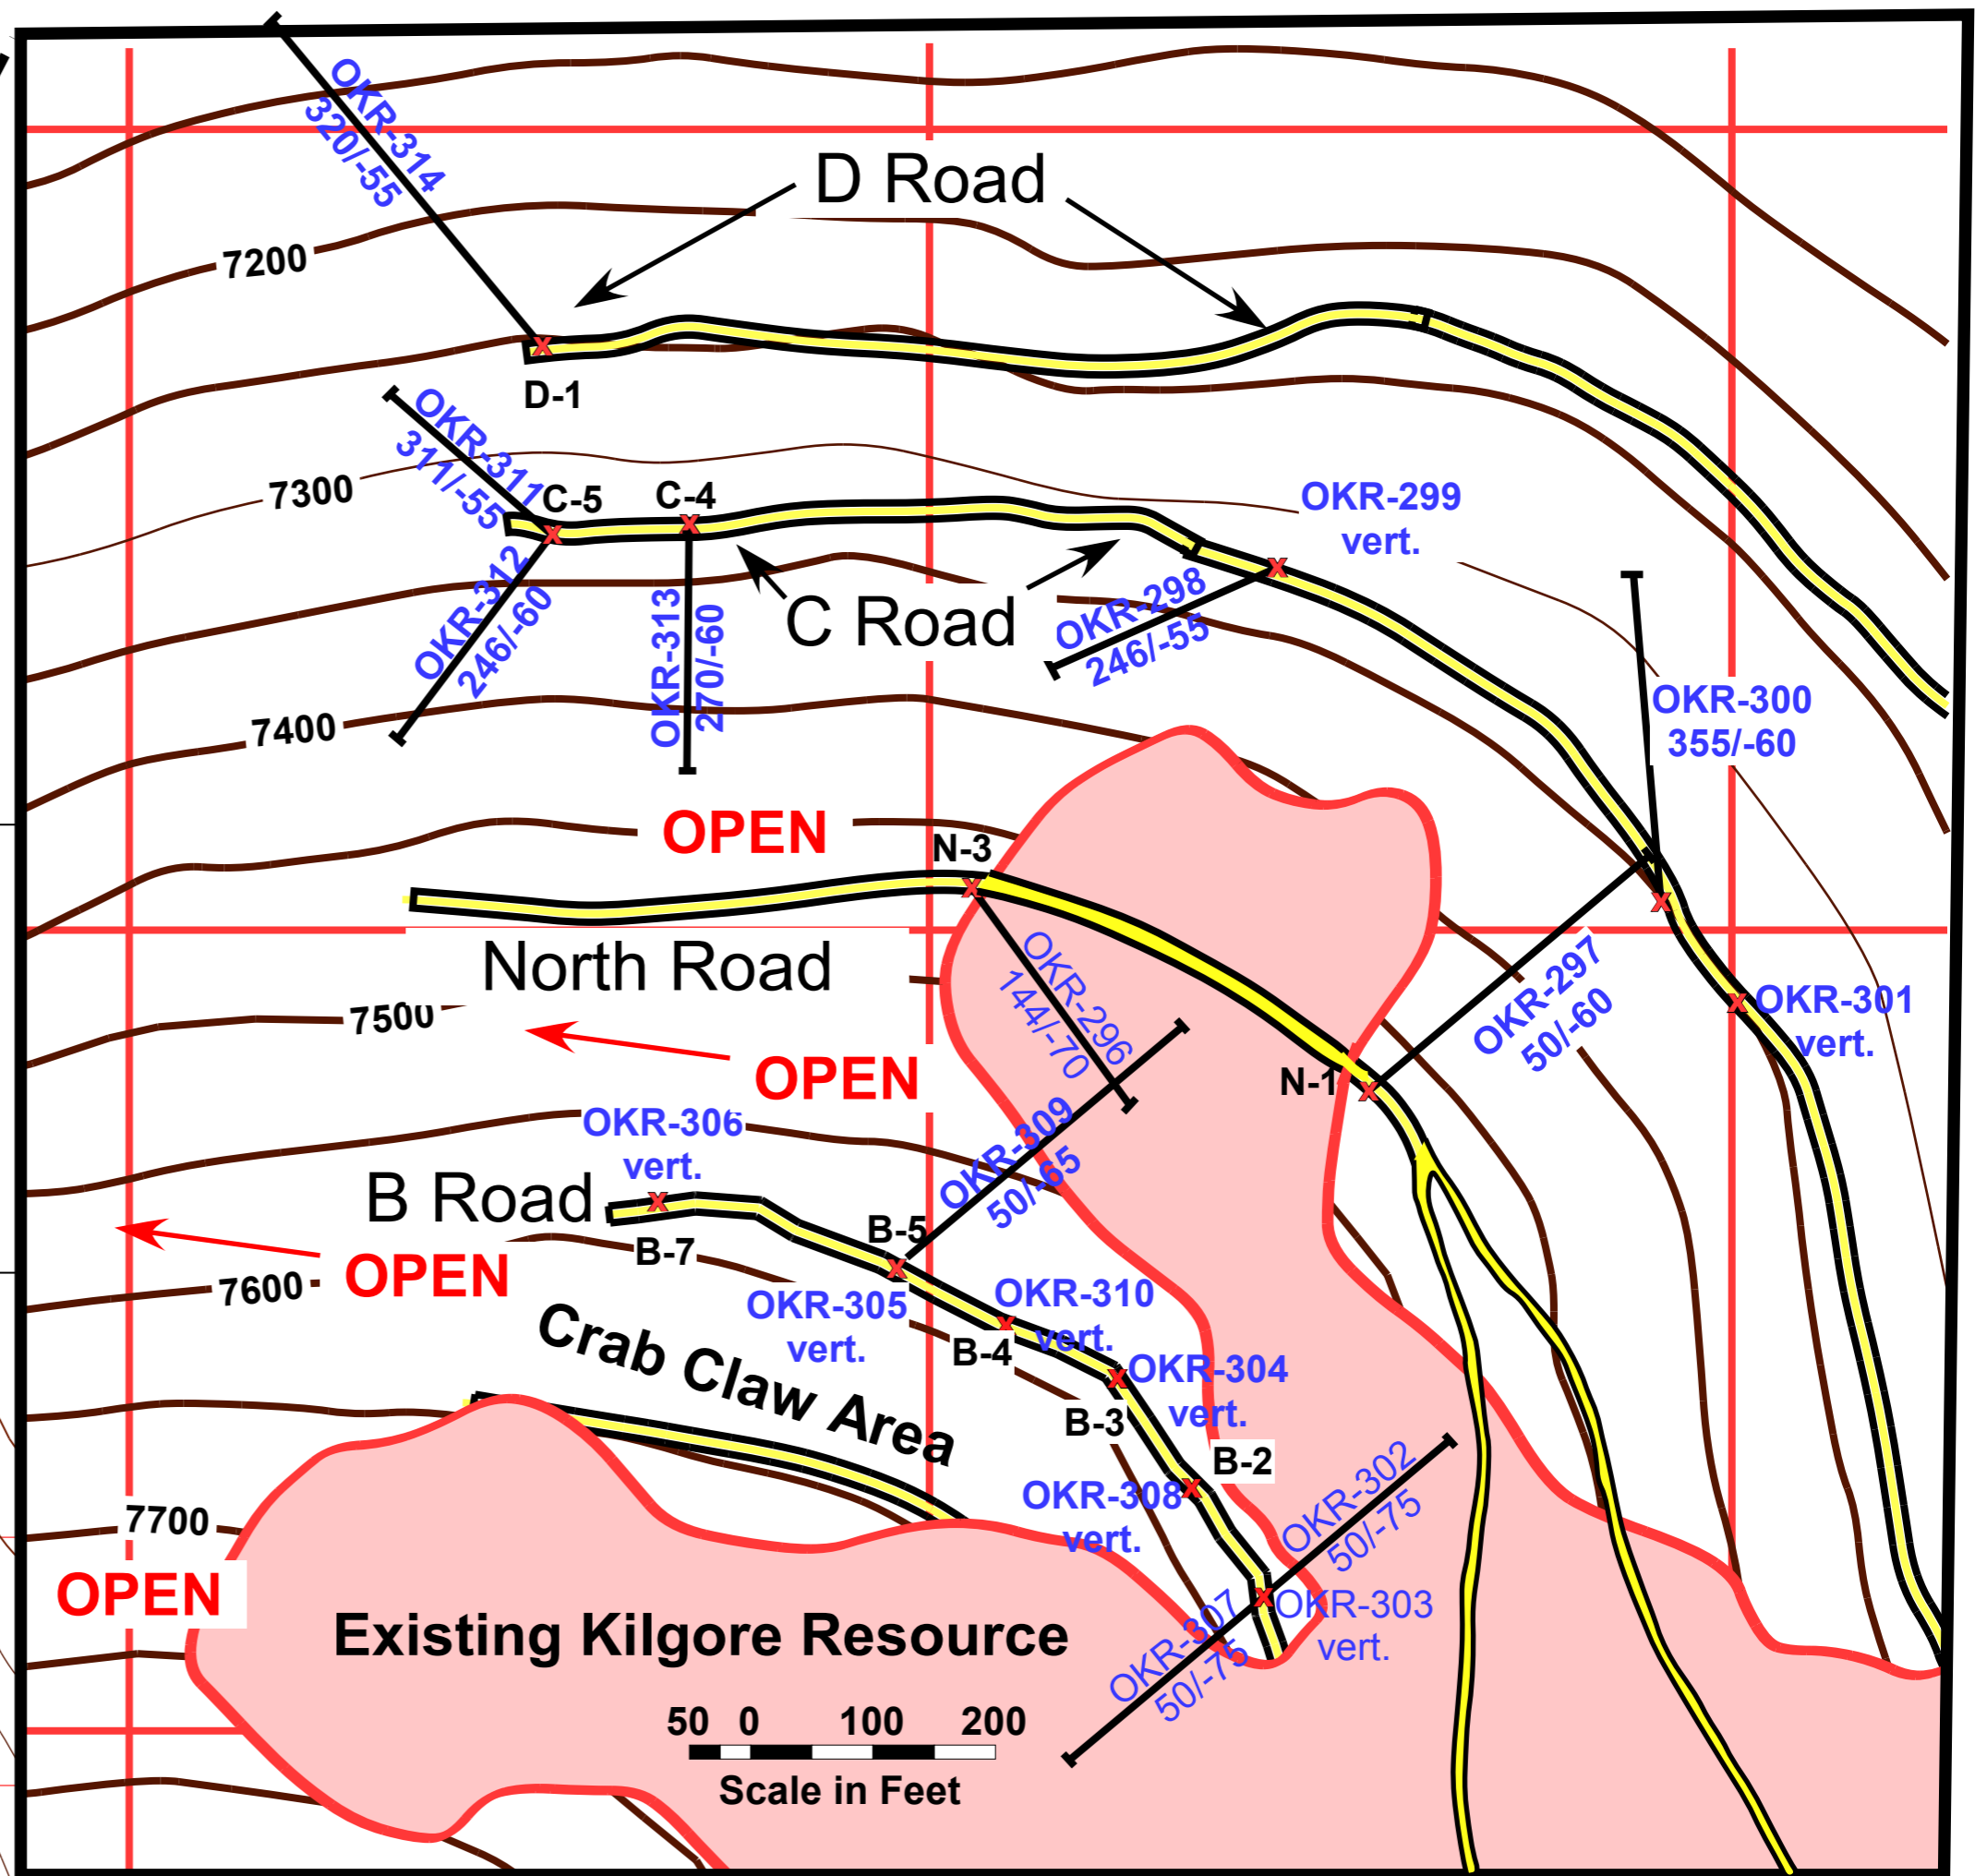 OKR-314
320/-55
D Road
7200
D-1
OKR-311
311/-55
7300
C-5
C-4
OKR-299
vert.
OKR-312
246/-60
OKR-313
270/-60
C Road
OKR-298
246/-55
OKR-300
355/-60
7400
OPEN
N-3
North Road
OKR-296
144/-70
OKR-297
50/-60
OKR-301
vert.
7500
OPEN
N-1
OKR-306
vert.
OKR-309
50/-65
B Road
B-7
B-5
7600
OPEN
OKR-305
vert.
OKR-310
vert.
B-4
Crab Claw Area
OKR-304
vert.
B-3
B-2
OKR-308
vert.
OKR-302
50/-75
7700
OPEN
OKR-307
50/-75
OKR-303
vert.
Existing Kilgore Resource
50 0 100 200
Scale in Feet